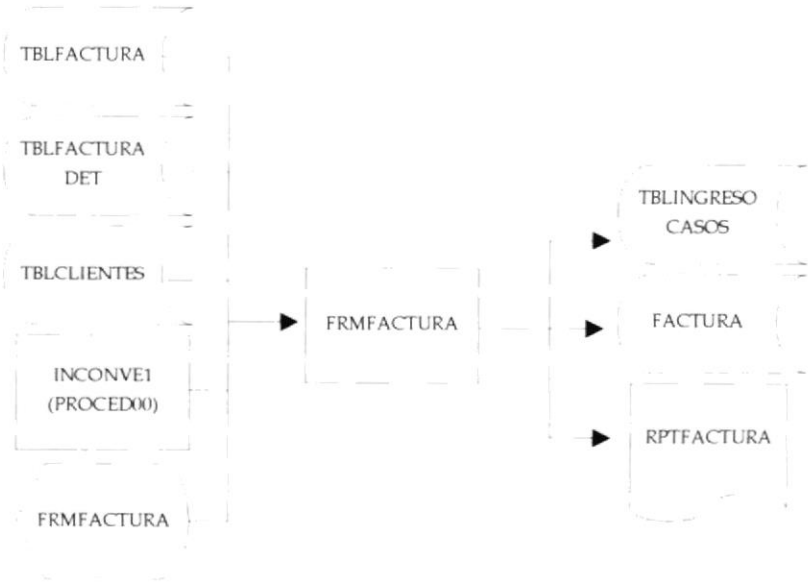 TBLFACTURA
TBLFACTURA
DET
TBLCLIENTES
INCONVE1
(PROCED00)
FRMFACTURA
FRMFACTURA
TBLINGRESO
CASOS
FACTURA
RPTFACTURA